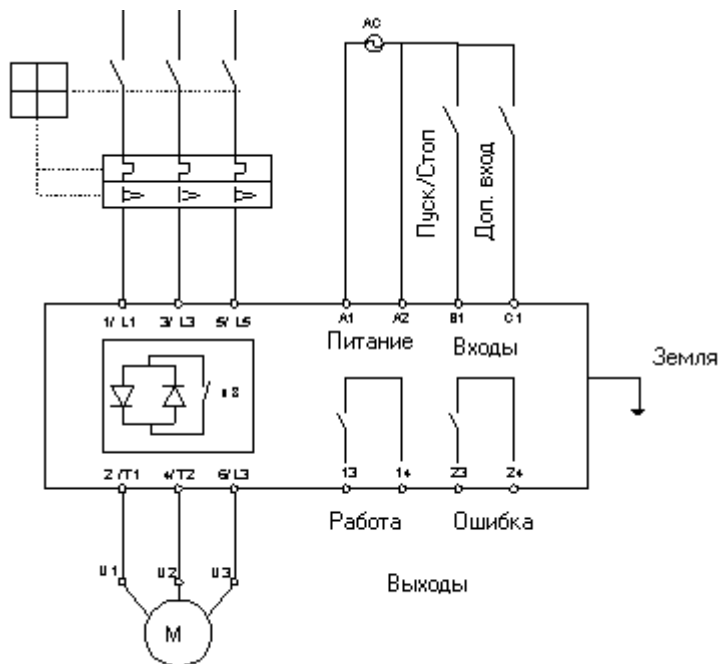 AC
Пуск/Стоп
Доп. вход
1/ L1 3/ L3 5/ L5
A1 A2 B1 C1
Питание Входы
Земля
13 14 23 24
2 /T1 4/T2 6/L3
Работа Ошибка
U1 U2 U3
Выходы
M